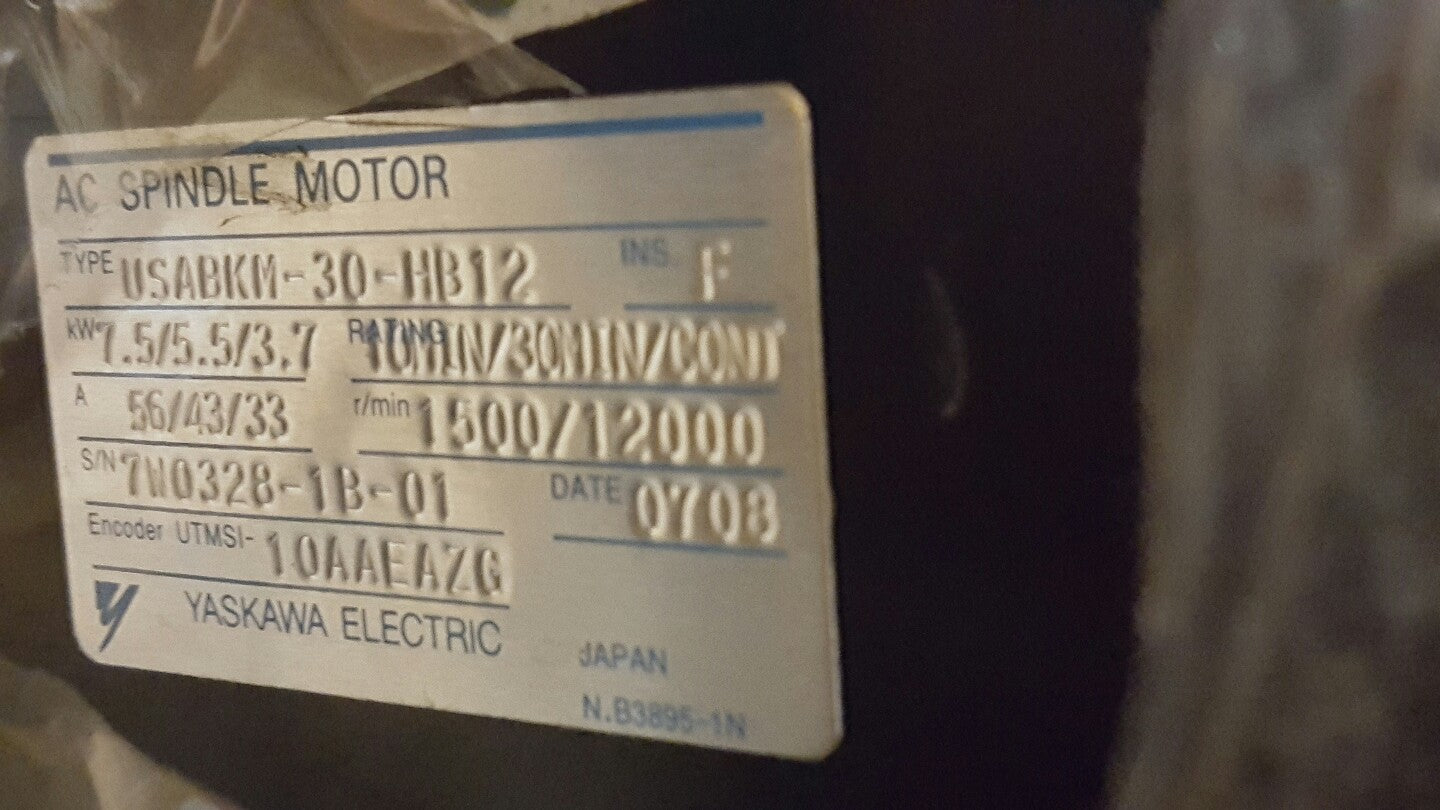 AC SPINDLE MOTOR
TYPE USABKM-30-HB12 INS. F
kW 7.5/5.5/3.7 RATING 10MIN/30MIN/CONT
A 56/43/33 r/min 1500/12000
S/N 7N0328-1B-01 DATE 0708
Encoder UTMSI- 10AAEAZG
YASKAWA ELECTRIC
JAPAN
N.B3895-1N